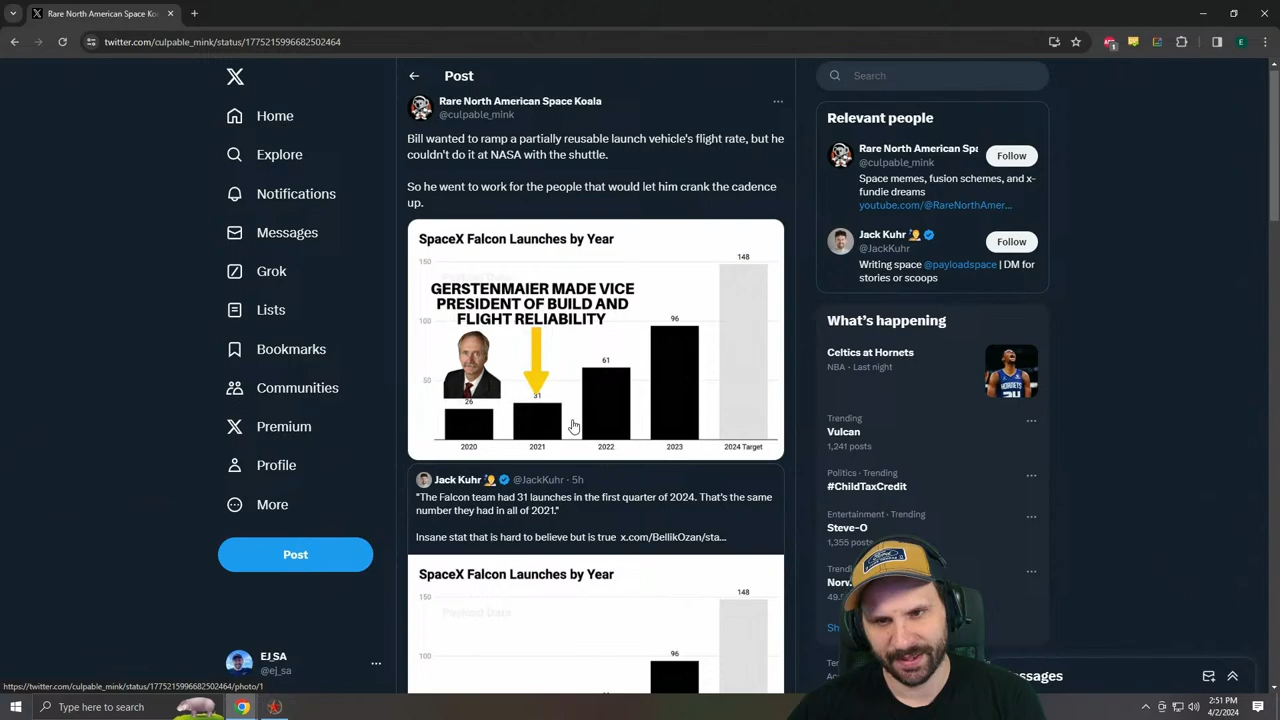 Rare North American Space Ko
twitter.com/culpable_mink/status/1775215996682502464
Home
Explore
Notifications
Messages
Grok
Lists
Bookmarks
Communities
Premium
Profile
More
Post
EJ_SA
@ej_sa
Post
Rare North American Space Koala
@culpable_mink
Bill wanted to ramp a partially reusable launch vehicle's flight rate, but he
couldn't do it at NASA with the shuttle.
So he went to work for the people that would let him crank the cadence
up.
SpaceX Falcon Launches by Year
148
150
GERSTENMAIER MADE VICE
PRESIDENT OF BUILD AND
FLIGHT RELIABILITY
100
96
61
50
26
31
2020
2021
2022
2023
2024 Target
Jack Kuhr
@JackKuhr · 5h
"The Falcon team had 31 launches in the first quarter of 2024. That's the same
number they had in all of 2021."
Insane stat that is hard to believe but is true x.com/BellikOzan/sta...
SpaceX Falcon Launches by Year
148
150
Payload Data
100
96
Search
Relevant people
Rare North American Spa
@culpable_mink
Follow
Space memes, fusion schemes, and x-
fundie dreams
youtube.com/@RareNorthAmer...
Jack Kuhr
@JackKuhr
Follow
Writing space @payloadspace | DM for
stories or scoops
What's happening
Celtics at Hornets
NBA · Last night
HORNETS
Trending
Vulcan
1,241 posts
Politics · Trending
#ChildTaxCredit
Entertainment · Trending
Steve-O
1,355 posts
Ford
https://twitter.com/culpable_mink/status/1775215996682502464/photo/1
Type here to search
2:51 PM
4/2/2024